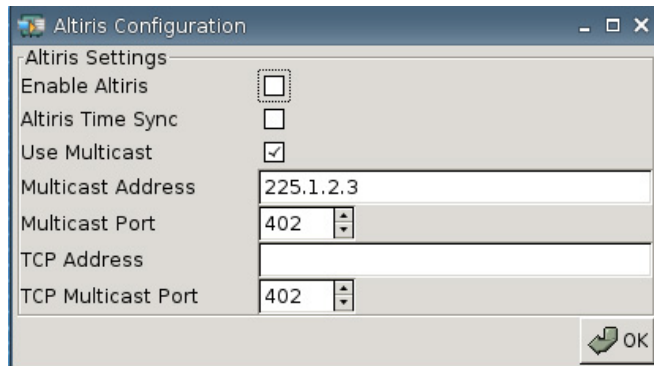 Altiris Configuration
Altiris Settings
Enable Altiris
Altiris Time Sync
Use Multicast
Multicast Address 225.1.2.3
Multicast Port 402
TCP Address
TCP Multicast Port 402
OK